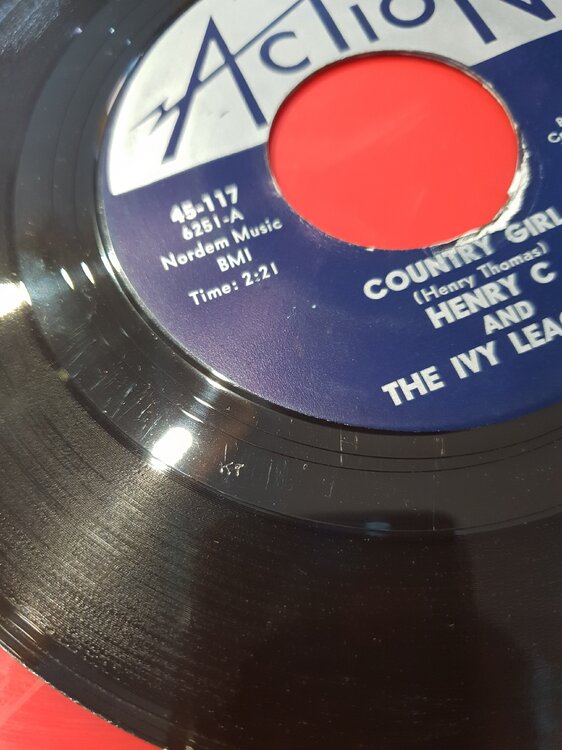 ACTION
45-117
6251-A
Nordem Music
BMI
Time: 2:21
COUNTRY GIRL
(Henry Thomas)
HENRY C
AND
THE IVY LEAG